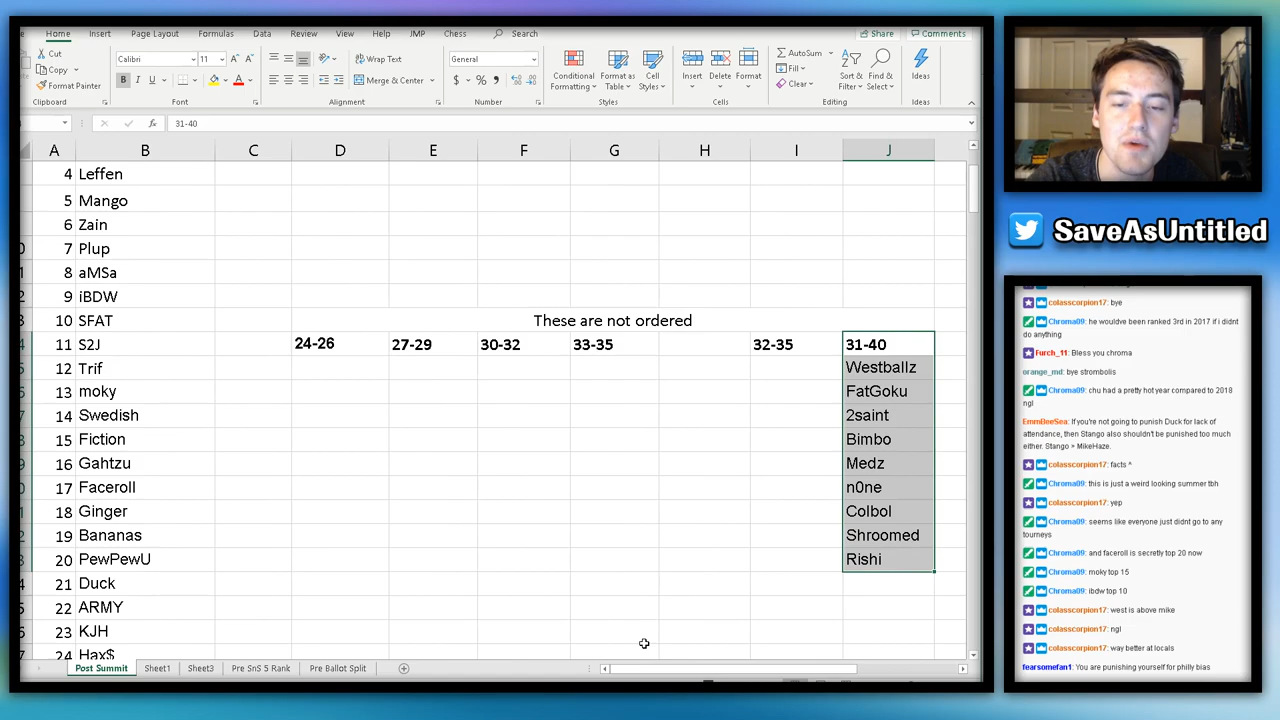 Home Insert Page Layout Formulas Data Review View Help JMP Chess Search Share Comments
Cut
Copy
Format Painter
Clipboard
Calibri 11
B I U
Font
Wrap Text
Merge & Center
Alignment
General
Number
Conditional Formatting
Format as Table
Cell Styles
Styles
Insert Delete Format
Cells
AutoSum
Fill
Clear
Sort & Filter
Find & Select
Editing
Ideas
Ideas
31-40
A B C D E F G H I J
4 Leffen
5 Mango
6 Zain
7 Plup
8 aMSa
9 iBDW
10 SFAT These are not ordered
11 S2J 24-26 27-29 30-32 33-35 32-35 31-40
12 Trif Westballz
13 moky FatGoku
14 Swedish 2saint
15 Fiction Bimbo
16 Gahtzu Medz
17 Faceroll n0ne
18 Ginger Colbol
19 Bananas Shroomed
20 PewPewU Rishi
21 Duck
22 ARMY
23 KJH
24 Hax$
Post Summit Sheet1 Sheet3 Pre SnS 5 Rank Pre Ballot Split
SaveAsUntitled
colasscorpion17: bye
Chroma09: he wouldve been ranked 3rd in 2017 if i didnt
do anything
Furch_11: Bless you chroma
orange_md: bye strombolis
Chroma09: chu had a pretty hot year compared to 2018
ngl
EmmDeeSea: If you're not going to punish Duck for lack of
attendance, then Stango also shouldn't be punished too much
either. Stango > MikeHaze.
colasscorpion17: facts ^
Chroma09: this is just a weird looking summer tbh
colasscorpion17: yep
Chroma09: seems like everyone just didnt go to any
tourneys
Chroma09: and faceroll is secretly top 20 now
Chroma09: moky top 15
Chroma09: ibdw top 10
colasscorpion17: west is above mike
colasscorpion17: ngl
colasscorpion17: way better at locals
fearsomefan1: You are punishing yourself for philly bias